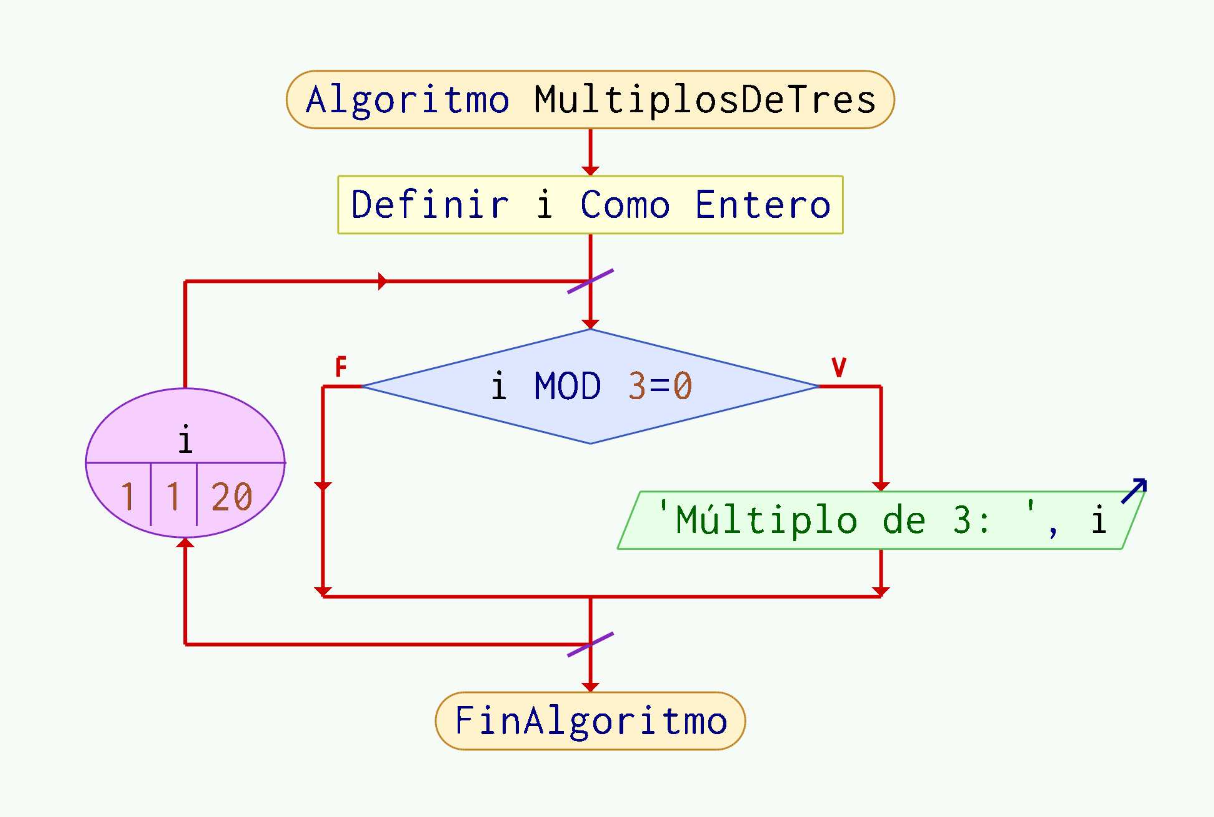 Algoritmo MultiplosDeTres
Definir i Como Entero
F
i MOD 3=0
V
i
1 1 20
'Múltiplo de 3: ', i
FinAlgoritmo